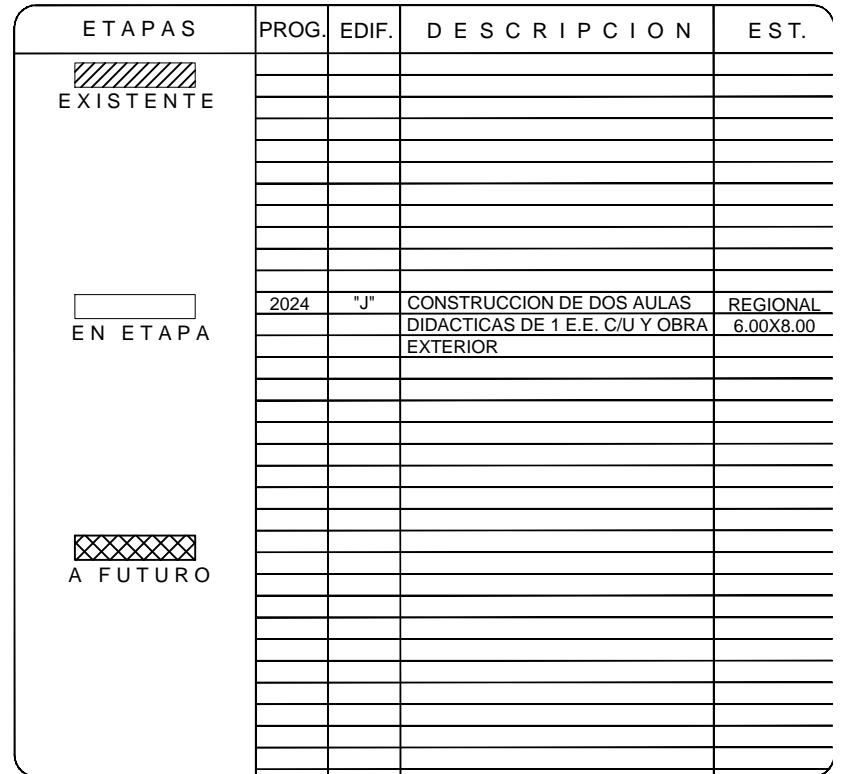 ETAPAS PROG. EDIF. DESCRIPCION EST.
EXISTENTE
2024 "J" CONSTRUCCION DE DOS AULAS REGIONAL
EN ETAPA DIDACTICAS DE 1 E.E. C/U Y OBRA 6.00X8.00
EXTERIOR
A FUTURO